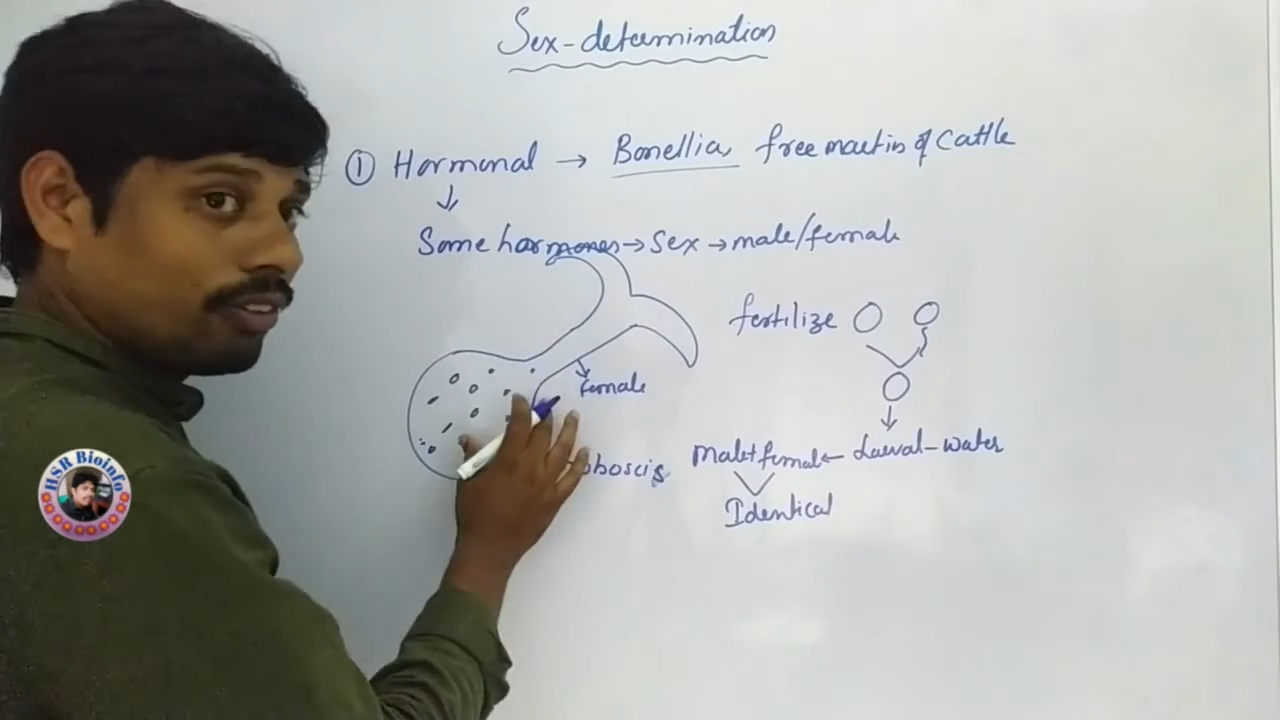 Sex-determination
① Hormonal → Bonellia, free martin of cattle
↓
Some hormones → Sex → male/female
fertilize
female
Male+female ← Larval-water
Identical
HSR Bioinfo